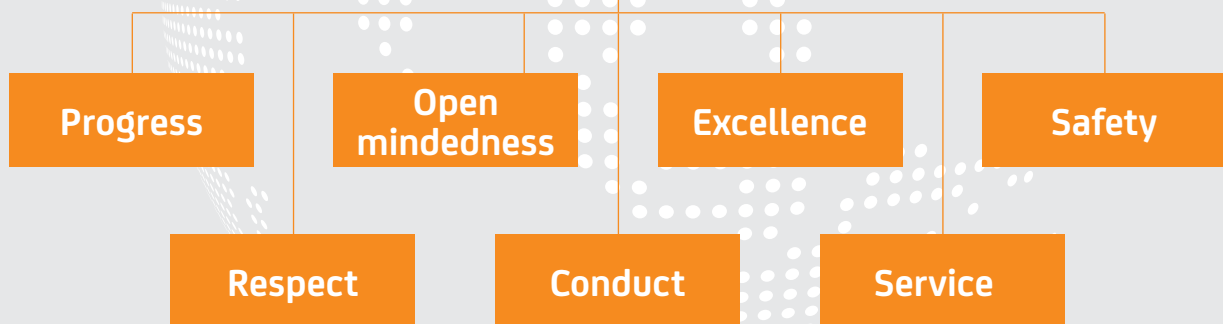 Progress
Open
mindedness
Excellence
Safety
Respect
Conduct
Service